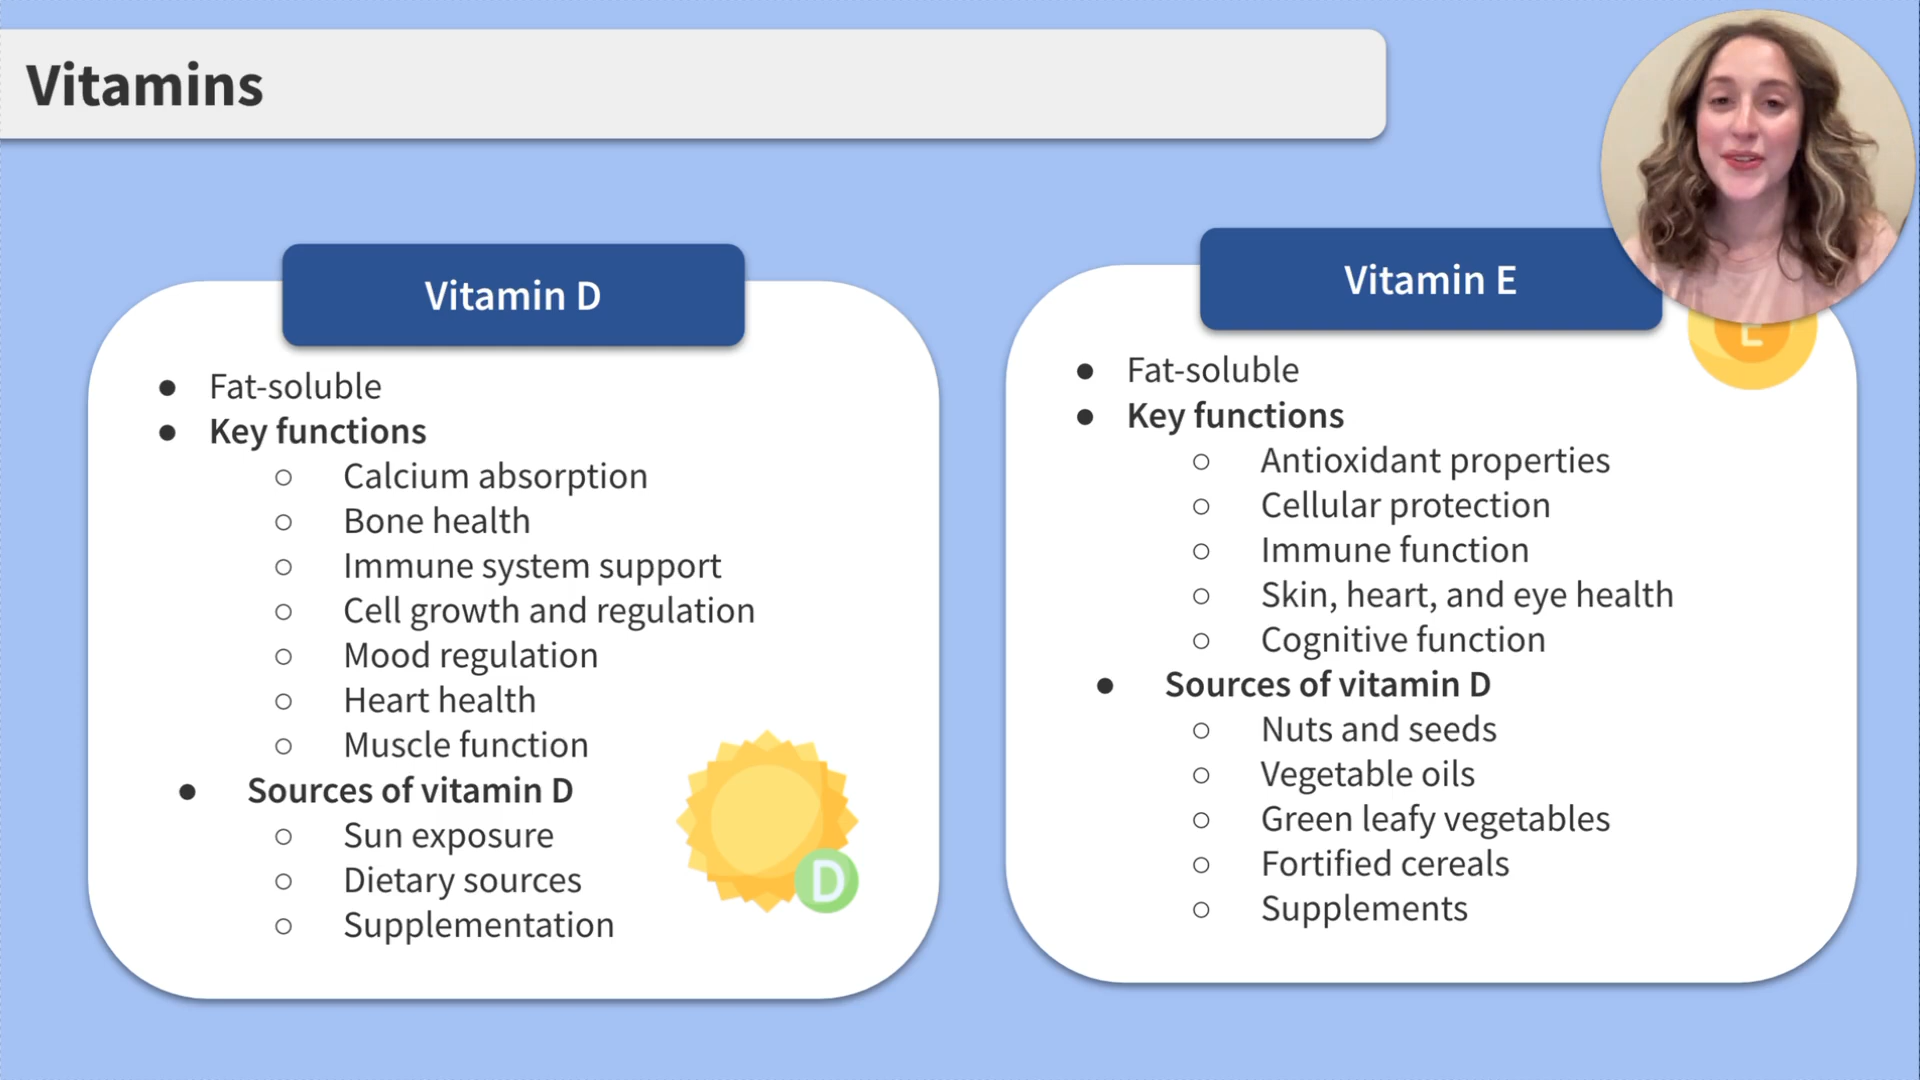 Vitamins
Vitamin D
Fat-soluble
Key functions
Calcium absorption
Bone health
Immune system support
Cell growth and regulation
Mood regulation
Heart health
Muscle function
Sources of vitamin D
Sun exposure
Dietary sources
Supplementation
D
Vitamin E
E
Fat-soluble
Key functions
Antioxidant properties
Cellular protection
Immune function
Skin, heart, and eye health
Cognitive function
Sources of vitamin D
Nuts and seeds
Vegetable oils
Green leafy vegetables
Fortified cereals
Supplements